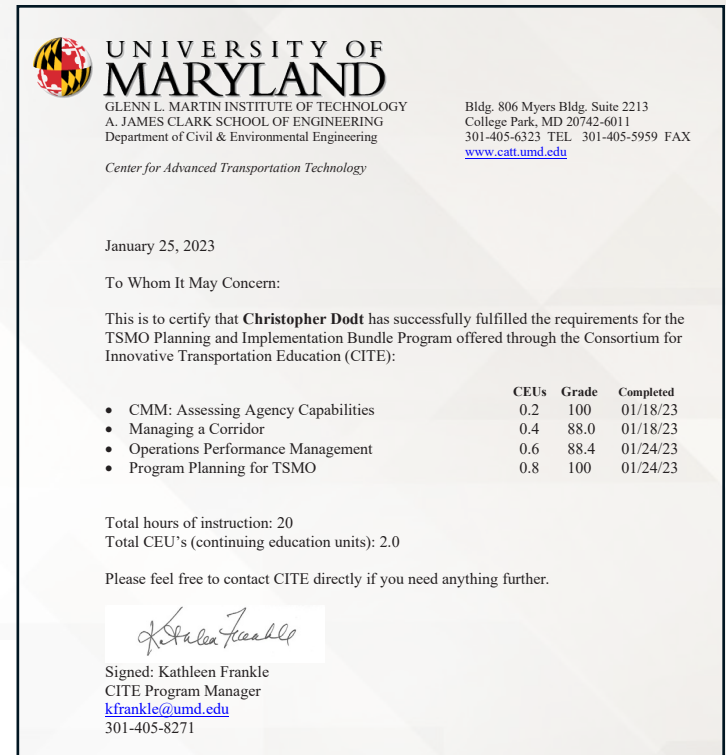 UNIVERSITY OF
MARYLAND
GLENN L. MARTIN INSTITUTE OF TECHNOLOGY
A. JAMES CLARK SCHOOL OF ENGINEERING
Department of Civil & Environmental Engineering
Center for Advanced Transportation Technology
Bldg. 806 Myers Bldg. Suite 2213
College Park, MD 20742-6011
301-405-6323 TEL 301-405-5959 FAX
www.catt.umd.edu
January 25, 2023
To Whom It May Concern:
This is to certify that Christopher Dodt has successfully fulfilled the requirements for the
TSMO Planning and Implementation Bundle Program offered through the Consortium for
Innovative Transportation Education (CITE):
CEUs Grade Completed
• CMM: Assessing Agency Capabilities 0.2 100 01/18/23
• Managing a Corridor 0.4 88.0 01/18/23
• Operations Performance Management 0.6 88.4 01/24/23
• Program Planning for TSMO 0.8 100 01/24/23
Total hours of instruction: 20
Total CEU's (continuing education units): 2.0
Please feel free to contact CITE directly if you need anything further.
Kathleen Frankle
Signed: Kathleen Frankle
CITE Program Manager
kfrankle@umd.edu
301-405-8271